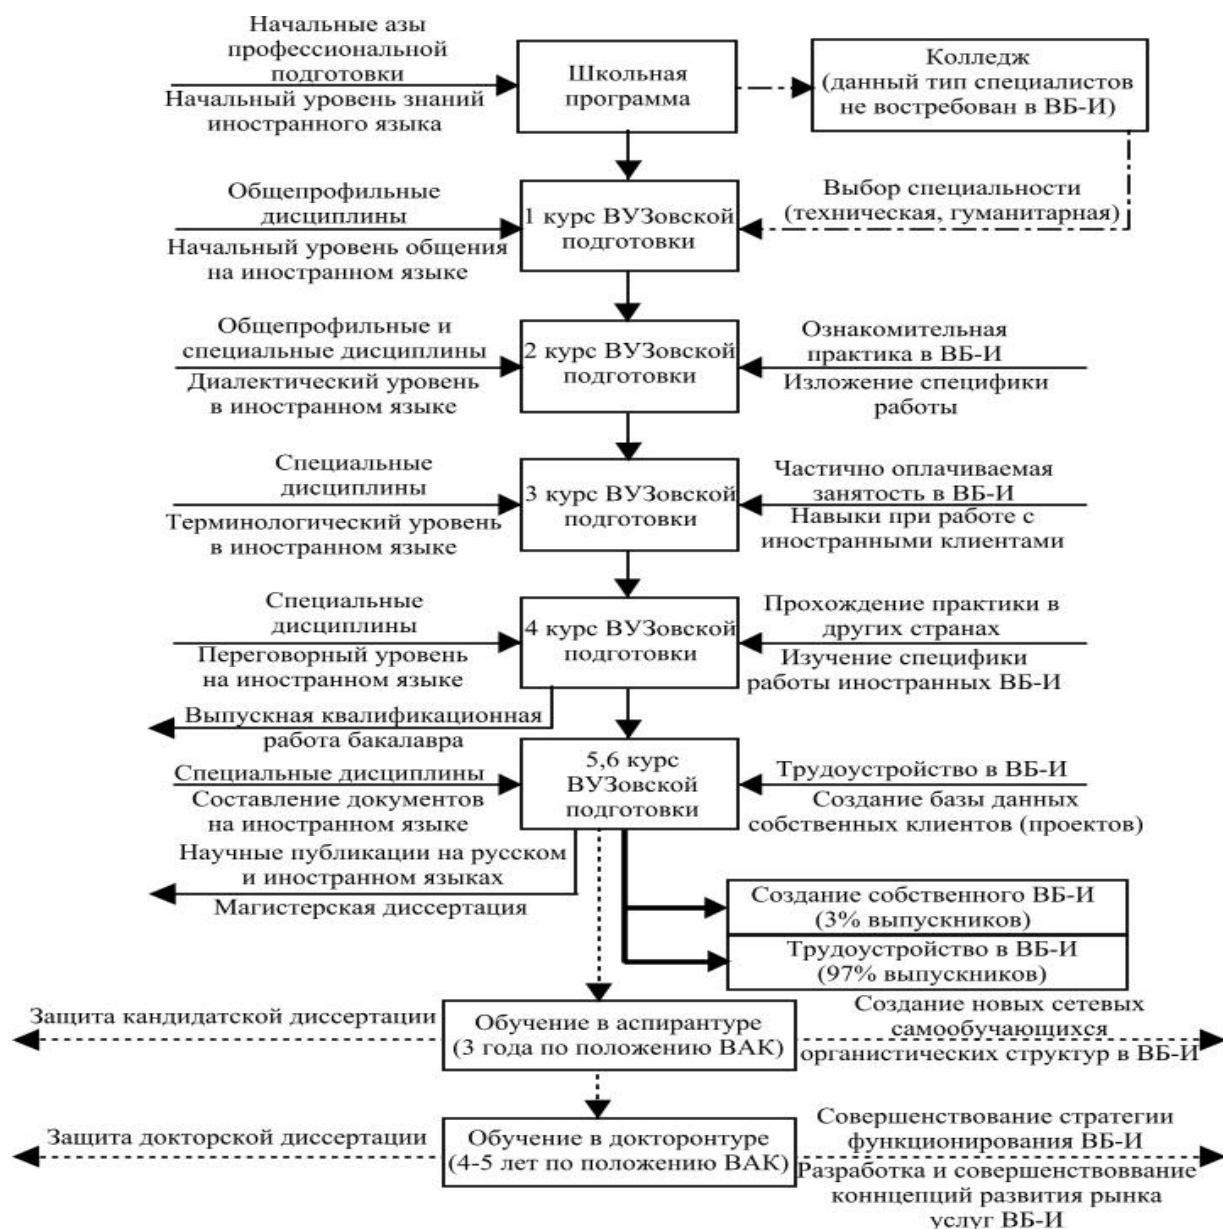 Начальные азы
профессиональной
подготовки
Начальный уровень знаний
иностранного языка
Школьная
программа
Колледж
(данный тип специалистов
не востребован в ВБ-И)
Общепрофильные
дисциплины
Начальный уровень общения
на иностранном языке
1 курс ВУЗовской
подготовки
Выбор специальности
(техническая, гуманитарная)
Общепрофильные и
специальные дисциплины
Диалектический уровень
в иностранном языке
2 курс ВУЗовской
подготовки
Ознакомительная
практика в ВБ-И
Изложение специфики
работы
Специальные
дисциплины
Терминологический уровень
в иностранном языке
3 курс ВУЗовской
подготовки
Частично оплачиваемая
занятость в ВБ-И
Навыки при работе с
иностранными клиентами
Специальные
дисциплины
Переговорный уровень
на иностранном языке
4 курс ВУЗовской
подготовки
Прохождение практики в
других странах
Изучение специфики
работы иностранных ВБ-И
Выпускная квалификационная
работа бакалавра
Специальные дисциплины
Составление документов
на иностранном языке
5,6 курс
ВУЗовской
подготовки
Трудоустройство в ВБ-И
Создание базы данных
собственных клиентов (проектов)
Научные публикации на русском
и иностранном языках
Магистерская диссертация
Создание собственного ВБ-И
(3% выпускников)
Трудоустройство в ВБ-И
(97% выпускников)
Защита кандидатской диссертации
Обучение в аспирантуре
(3 года по положению ВАК)
Создание новых сетевых
самообучающихся
органистических структур в ВБ-И
Защита докторской диссертации
Обучение в докторонтуре
(4-5 лет по положению ВАК)
Совершенствование стратегии
функционирования ВБ-И
Разработка и совершенствоввание
коннцепций развития рынка
услуг ВБ-И